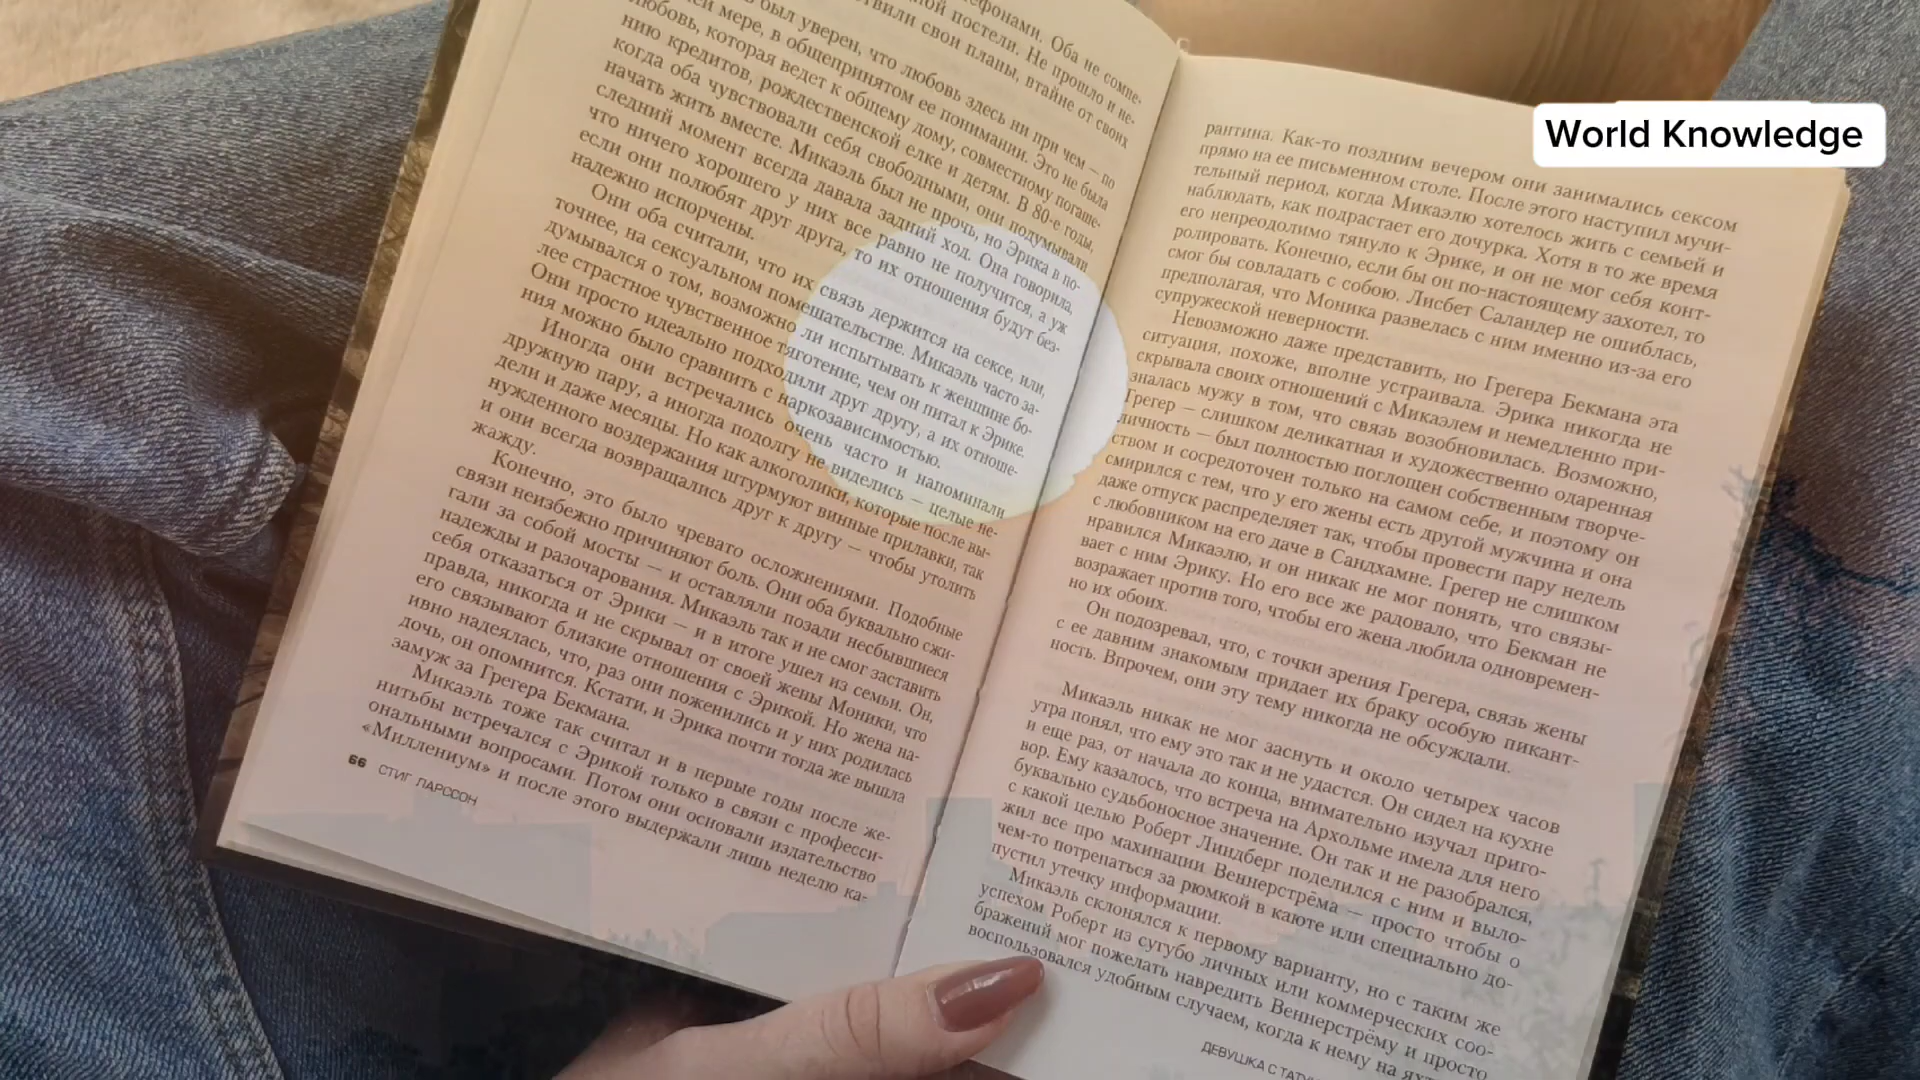 World Knowledge
лефонами. Оба не сомне-
мой постели. Не прошло и не-
ствили свои планы, втайне от своих
был уверен, что любовь здесь ни при чем — по
ей мере, в общепринятом ее понимании. Это не была
любовь, которая ведет к общему дому, совместному погаше-
нию кредитов, рождественской елке и детям. В 80-е годы,
когда оба чувствовали себя свободными, они подумывали
начать жить вместе. Микаэль был не прочь, но Эрика в по-
следний момент всегда давала задний ход. Она говорила,
что ничего хорошего у них все равно не получится, а уж
если они полюбят друг друга, то их отношения будут без-
надежно испорчены.
Они оба считали, что их связь держится на сексе, или,
точнее, на сексуальном помешательстве. Микаэль часто за-
думывался о том, возможно ли испытывать к женщине бо-
лее страстное чувственное тяготение, чем он питал к Эрике.
Они просто идеально подходили друг другу, а их отноше-
ния можно было сравнить с наркозависимостью.
Иногда они встречались очень часто и напоминали
дружную пару, а иногда подолгу не виделись — целые не-
дели и даже месяцы. Но как алкоголики, которые после вы-
нужденного воздержания штурмуют винные прилавки, так
и они всегда возвращались друг к другу — чтобы утолить
жажду.
Конечно, это было чревато осложнениями. Подобные
связи неизбежно причиняют боль. Они оба буквально сжи-
гали за собой мосты — и оставляли позади несбывшиеся
надежды и разочарования. Микаэль так и не смог заставить
себя отказаться от Эрики — и в итоге ушел из семьи. Он,
правда, никогда и не скрывал от своей жены Моники, что
его связывают близкие отношения с Эрикой. Но жена на-
ивно надеялась, что, раз они поженились и у них родилась
дочь, он опомнится. Кстати, и Эрика почти тогда же вышла
замуж за Грегера Бекмана.
Микаэль тоже так считал и в первые годы после же-
нитьбы встречался с Эрикой только в связи с професси-
ональными вопросами. Потом они основали издательство
«Миллениум» и после этого выдержали лишь неделю ка-
66 СТИГ ЛАРССОН
рантина. Как-то поздним вечером они занимались сексом
прямо на ее письменном столе. После этого наступил мучи-
тельный период, когда Микаэлю хотелось жить с семьей и
наблюдать, как подрастает его дочурка. Хотя в то же время
его непреодолимо тянуло к Эрике, и он не мог себя конт-
ролировать. Конечно, если бы он по-настоящему захотел, то
смог бы совладать с собою. Лисбет Саландер не ошиблась,
предполагая, что Моника развелась с ним именно из-за его
супружеской неверности.
Невозможно даже представить, но Грегера Бекмана эта
ситуация, похоже, вполне устраивала. Эрика никогда не
скрывала своих отношений с Микаэлем и немедленно при-
зналась мужу в том, что связь возобновилась. Возможно,
Грегер — слишком деликатная и художественно одаренная
личность — был полностью поглощен собственным творче-
ством и сосредоточен только на самом себе, и поэтому он
смирился с тем, что у его жены есть другой мужчина и она
даже отпуск распределяет так, чтобы провести пару недель
с любовником на его даче в Сандхамне. Грегер не слишком
нравился Микаэлю, и он никак не мог понять, что связы-
вает с ним Эрику. Но его все же радовало, что Бекман не
возражает против того, чтобы его жена любила одновремен-
но их обоих.
Он подозревал, что, с точки зрения Грегера, связь жены
с ее давним знакомым придает их браку особую пикант-
ность. Впрочем, они эту тему никогда не обсуждали.
Микаэль никак не мог заснуть и около четырех часов
утра понял, что ему это так и не удастся. Он сидел на кухне
и еще раз, от начала до конца, внимательно изучал приго-
вор. Ему казалось, что встреча на Архольме имела для него
буквально судьбоносное значение. Он так и не разобрался,
с какой целью Роберт Линдберг поделился с ним и выло-
жил все про махинации Веннерстрёма — просто чтобы о
чем-то потрепаться за рюмкой в каюте или специально до-
пустил утечку информации.
Микаэль склонялся к первому варианту, но с таким же
успехом Роберт из сугубо личных или коммерческих соо-
бражений мог пожелать навредить Веннерстрёму и просто
воспользовался удобным случаем, когда к нему на
ДЕВУШКА С